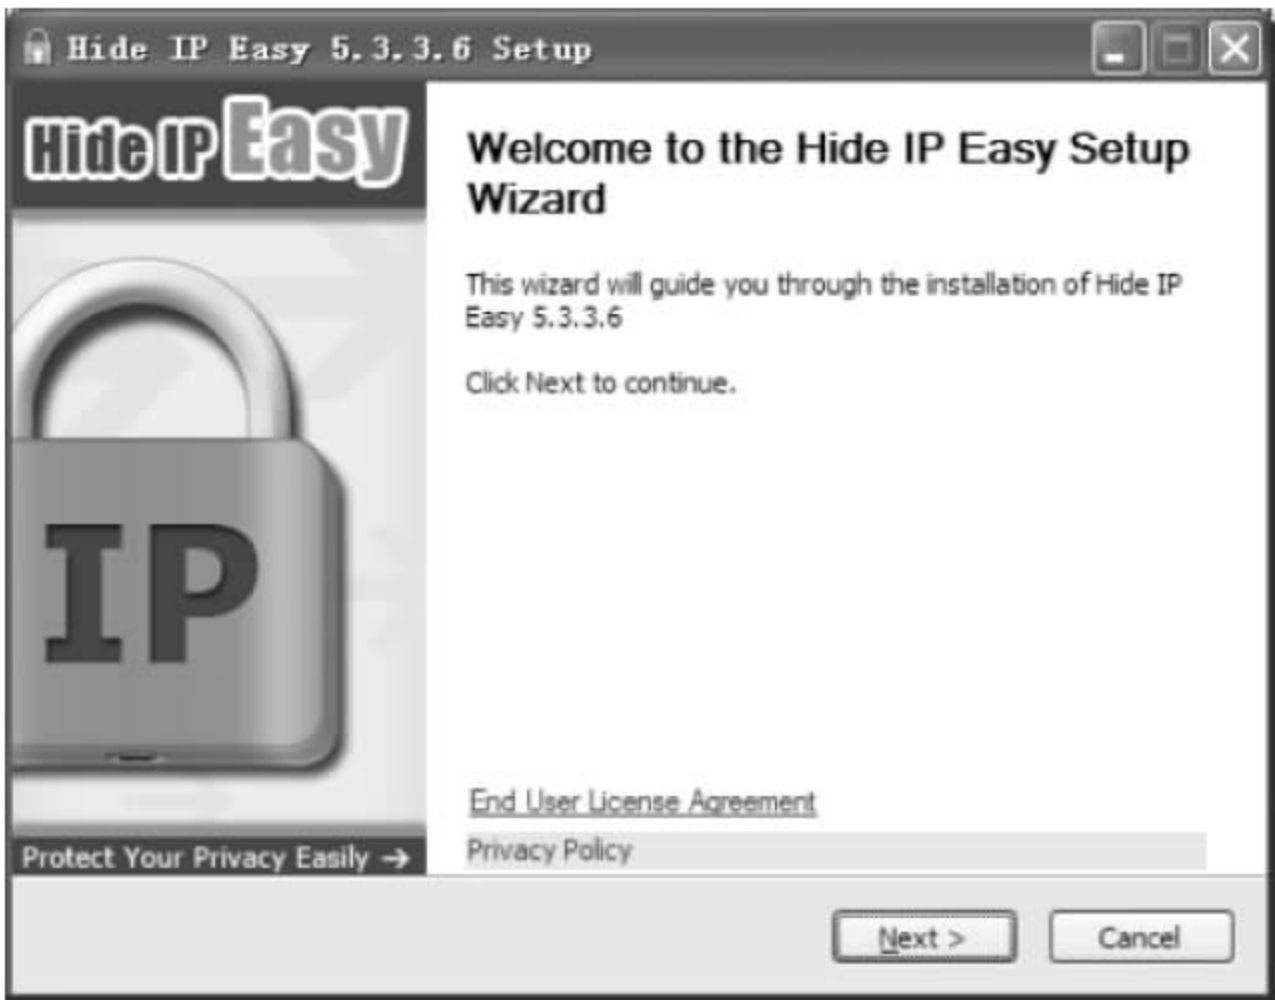 Hide IP Easy 5.3.3.6 Setup
Hide IP Easy
Welcome to the Hide IP Easy Setup
Wizard
This wizard will guide you through the installation of Hide IP
Easy 5.3.3.6
Click Next to continue.
IP
End User License Agreement
Privacy Policy
Protect Your Privacy Easily →
Next >
Cancel